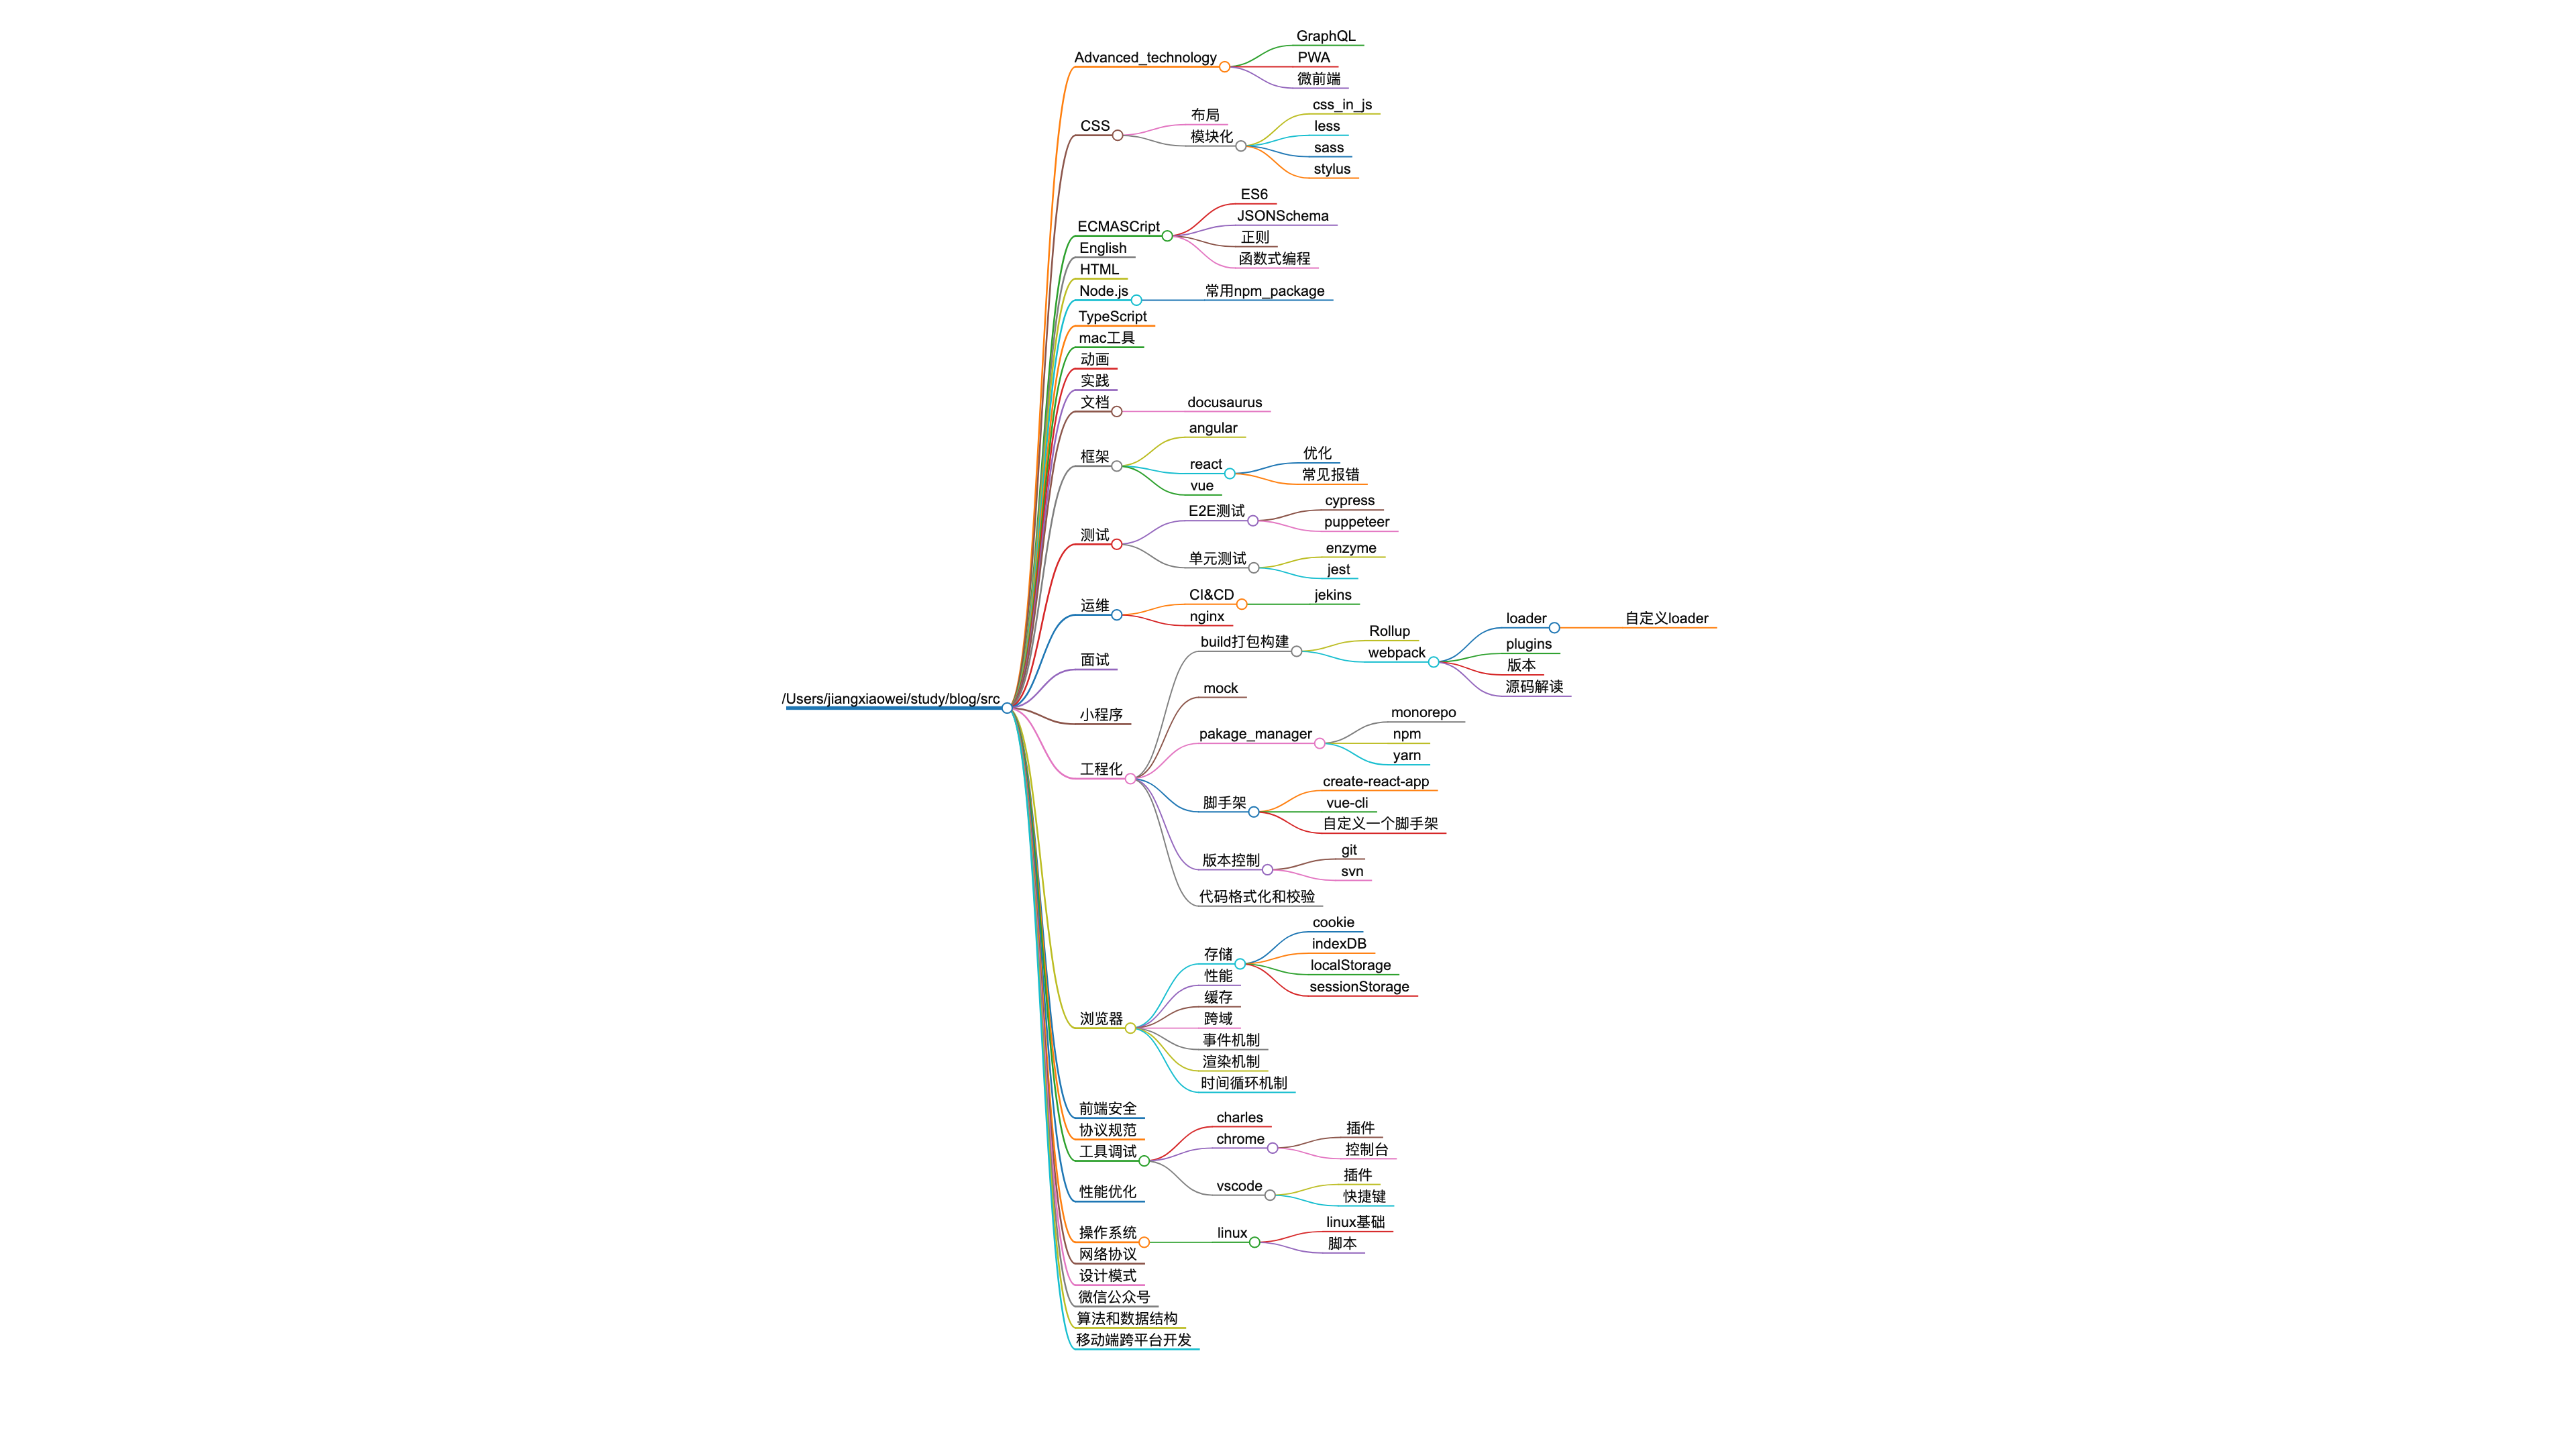 /Users/jiangxiaowei/study/blog/src
Advanced_technology
GraphQL
PWA
微前端
CSS
布局
模块化
css_in_js
less
sass
stylus
ECMASCript
ES6
JSONSchema
正则
函数式编程
English
HTML
Node.js
常用npm_package
TypeScript
mac工具
动画
实践
文档
docusaurus
框架
angular
react
优化
常见报错
vue
测试
E2E测试
cypress
puppeteer
单元测试
enzyme
jest
运维
CI&CD
jekins
nginx
面试
小程序
工程化
build打包构建
Rollup
webpack
loader
自定义loader
plugins
版本
源码解读
mock
pakage_manager
monorepo
npm
yarn
脚手架
create-react-app
vue-cli
自定义一个脚手架
版本控制
git
svn
代码格式化和校验
浏览器
存储
cookie
indexDB
localStorage
sessionStorage
性能
缓存
跨域
事件机制
渲染机制
时间循环机制
前端安全
协议规范
工具调试
charles
chrome
插件
控制台
vscode
插件
快捷键
性能优化
操作系统
linux
linux基础
脚本
网络协议
设计模式
微信公众号
算法和数据结构
移动端跨平台开发